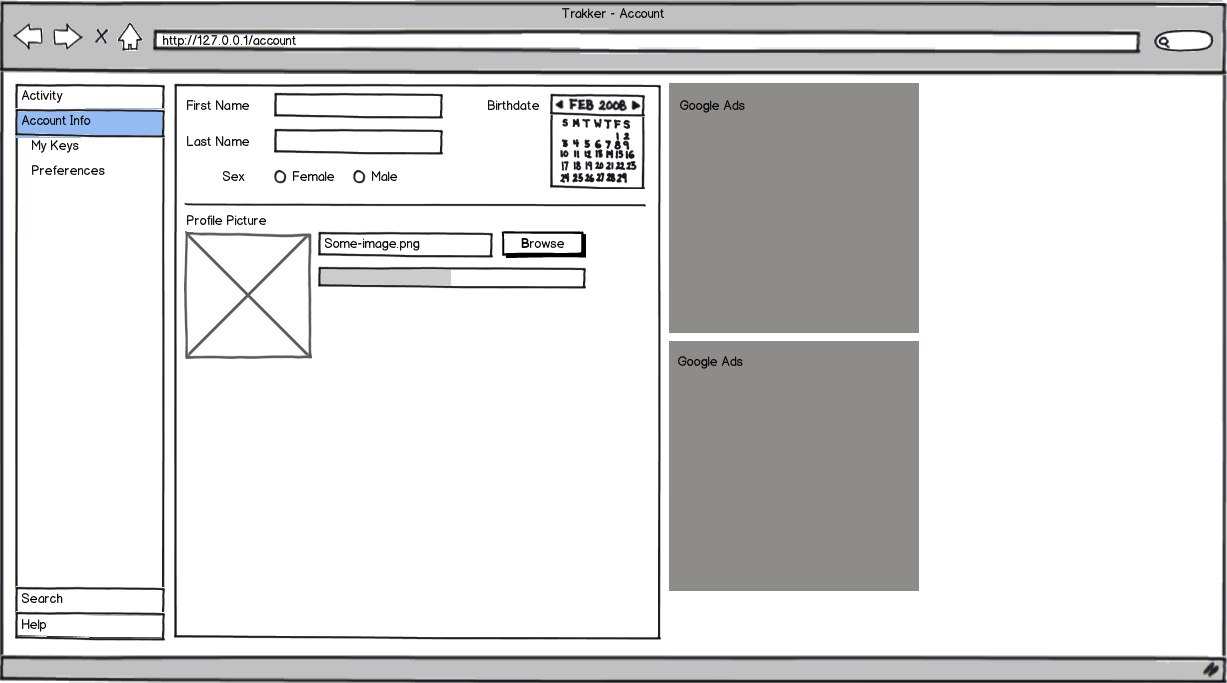 Trakker - Account
http://127.0.0.1/account
Activity
Account Info
My Keys
Preferences
Search
Help
First Name
Last Name
Sex
Female
Male
Birthdate
FEB 2008
S M T W T F S
1 2
3 4 5 6 7 8 9
10 11 12 13 14 15 16
17 18 19 20 21 22 23
24 25 26 27 28 29
Profile Picture
Some-image.png
Browse
Google Ads
Google Ads